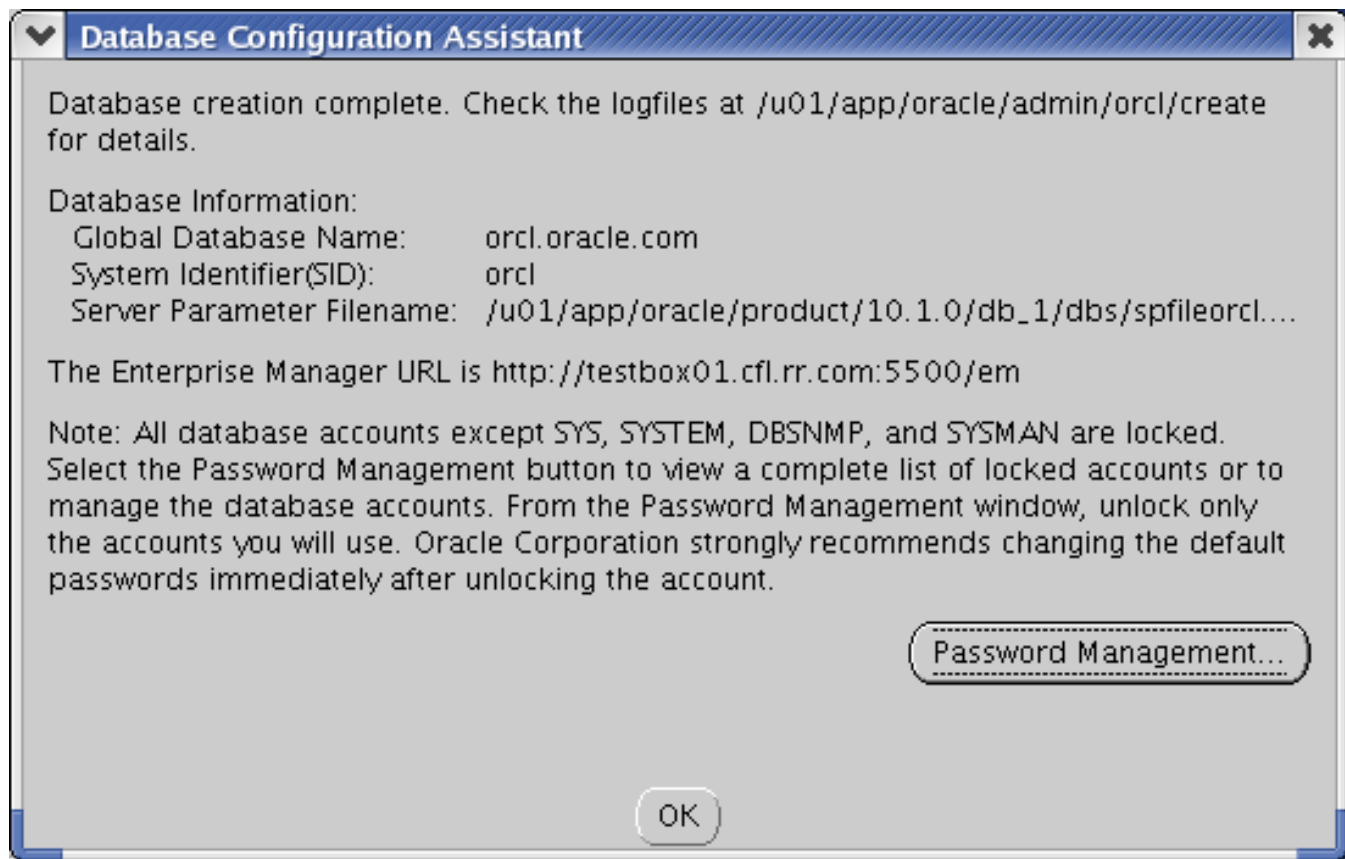 Database Configuration Assistant
Database creation complete. Check the logfiles at /u01/app/oracle/admin/orcl/create
for details.
Database Information:
Global Database Name: orcl.oracle.com
System Identifier(SID): orcl
Server Parameter Filename: /u01/app/oracle/product/10.1.0/db_1/dbs/spfileorcl....
The Enterprise Manager URL is http://testbox01.cfl.rr.com:5500/em
Note: All database accounts except SYS, SYSTEM, DBSNMP, and SYSMAN are locked.
Select the Password Management button to view a complete list of locked accounts or to
manage the database accounts. From the Password Management window, unlock only
the accounts you will use. Oracle Corporation strongly recommends changing the default
passwords immediately after unlocking the account.
Password Management...
OK